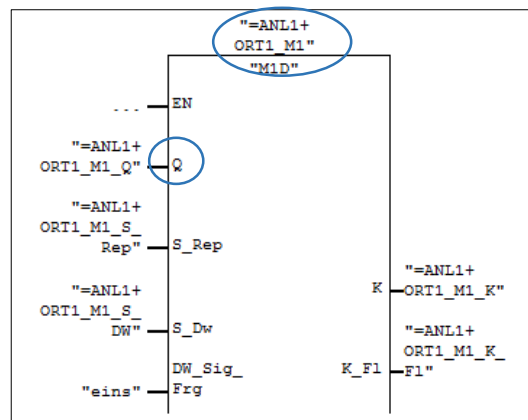 "=ANL1+
ORT1_M1"
"M1D"
... EN
"=ANL1+
ORT1_M1_Q" Q
"=ANL1+
ORT1_M1_S_
Rep" S_Rep
"=ANL1+
ORT1_M1_S_
DW" S_Dw
DW_Sig_
"eins" Frg
"=ANL1+
K ORT1_M1_K"
"=ANL1+
ORT1_M1_K_
K_Fl Fl"